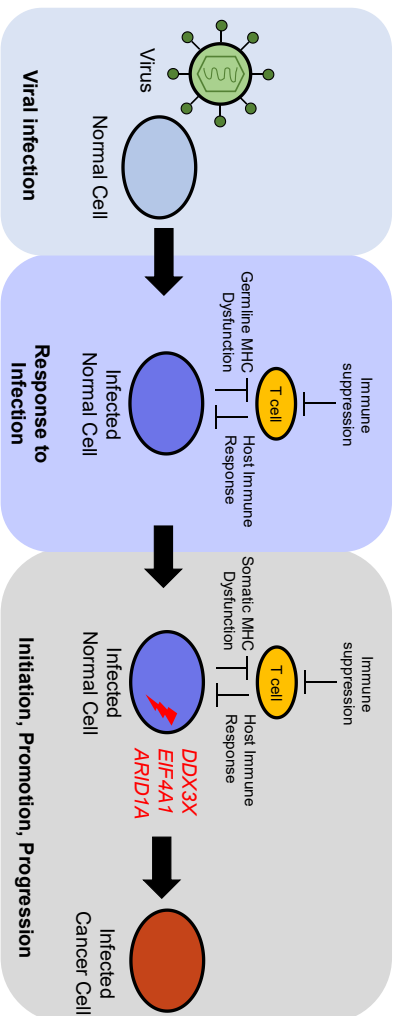 Virus
Normal Cell
Viral infection
Immune
suppression
T cell
Germline MHC
Dysfunction
Host Immune
Response
Infected
Normal Cell
Response to
Infection
Immune
suppression
T cell
Somatic MHC
Dysfunction
Host Immune
Response
Infected
Normal Cell
DDX3X
EIF4A1
ARID1A
Infected
Cancer Cell
Initiation, Promotion, Progression